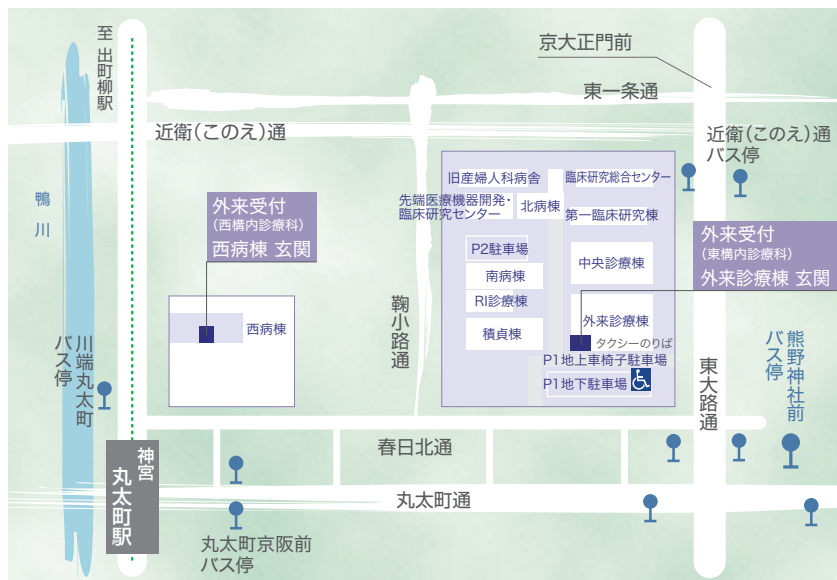 至 出町柳駅
京大正門前
東一条通
近衛(このえ)通
近衛(このえ)通
バス停
鴨川
旧産婦人科病舎
臨床研究総合センター
先端医療機器開発・
臨床研究センター
北病棟
第一臨床研究棟
外来受付
(西構内診療科)
西病棟 玄関
外来受付
(東構内診療科)
外来診療棟 玄関
P2駐車場
中央診療棟
南病棟
RI診療棟
鞠小路通
外来診療棟
積貞棟
西病棟
タクシーのりば
P1地上車椅子駐車場
P1地下駐車場
川端丸太町
バス停
東大路通
熊野神社前
バス停
春日北通
神宮
丸太町駅
丸太町通
丸太町京阪前
バス停